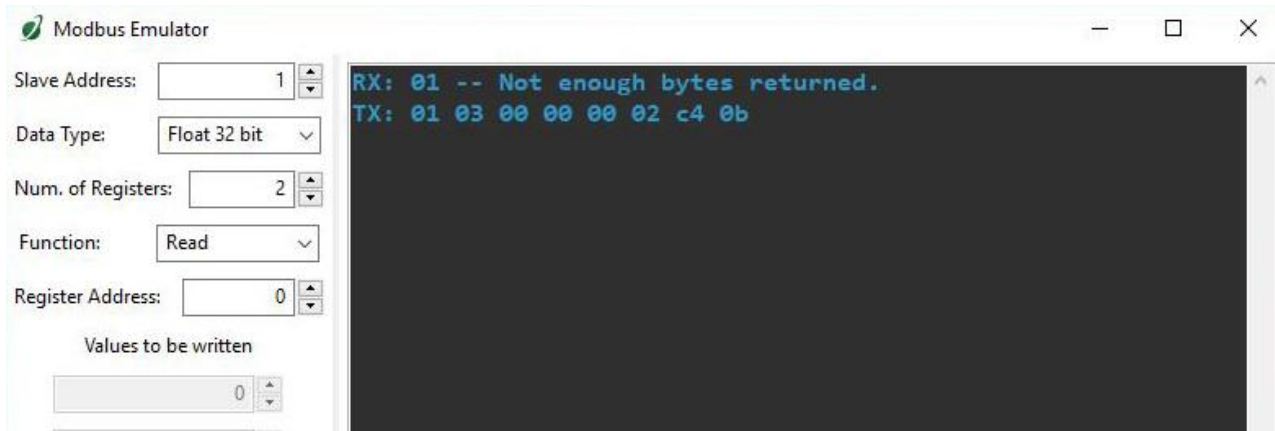 Modbus Emulator
Slave Address: 1
Data Type: Float 32 bit
Num. of Registers: 2
Function: Read
Register Address: 0
Values to be written
0
RX: 01 -- Not enough bytes returned.
TX: 01 03 00 00 00 02 c4 0b